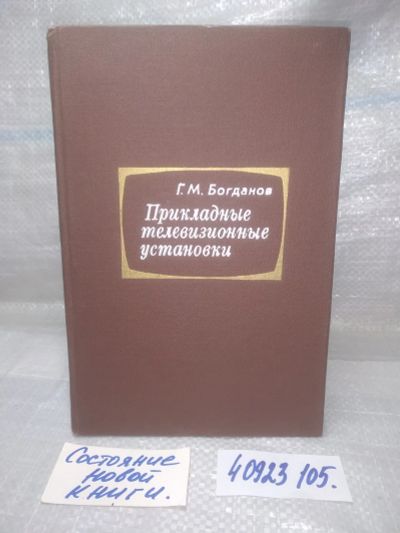 Г. М. Богданов
Прикладные
телевизионные
установки
Состояние
новой
книги.
40923 105.